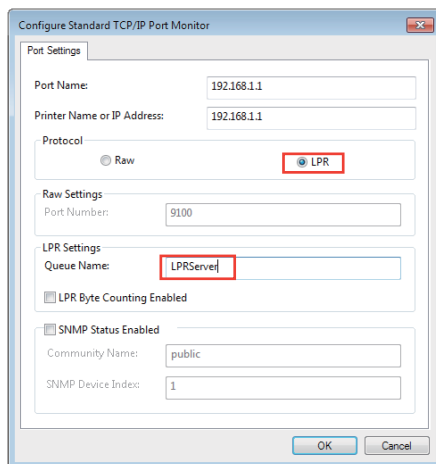 Configure Standard TCP/IP Port Monitor
Port Settings
Port Name: 192.168.1.1
Printer Name or IP Address: 192.168.1.1
Protocol
Raw LPR
Raw Settings
Port Number: 9100
LPR Settings
Queue Name: LPRServer
LPR Byte Counting Enabled
SNMP Status Enabled
Community Name: public
SNMP Device Index: 1
OK Cancel